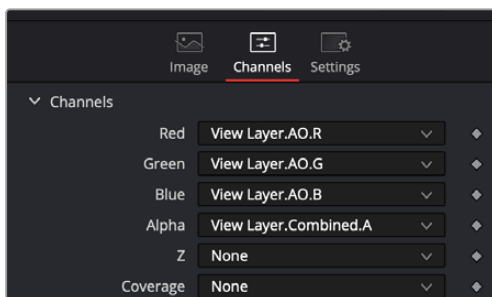 Image Channels Settings
Channels
Red View Layer.AO.R
Green View Layer.AO.G
Blue View Layer.AO.B
Alpha View Layer.Combined.A
Z None
Coverage None